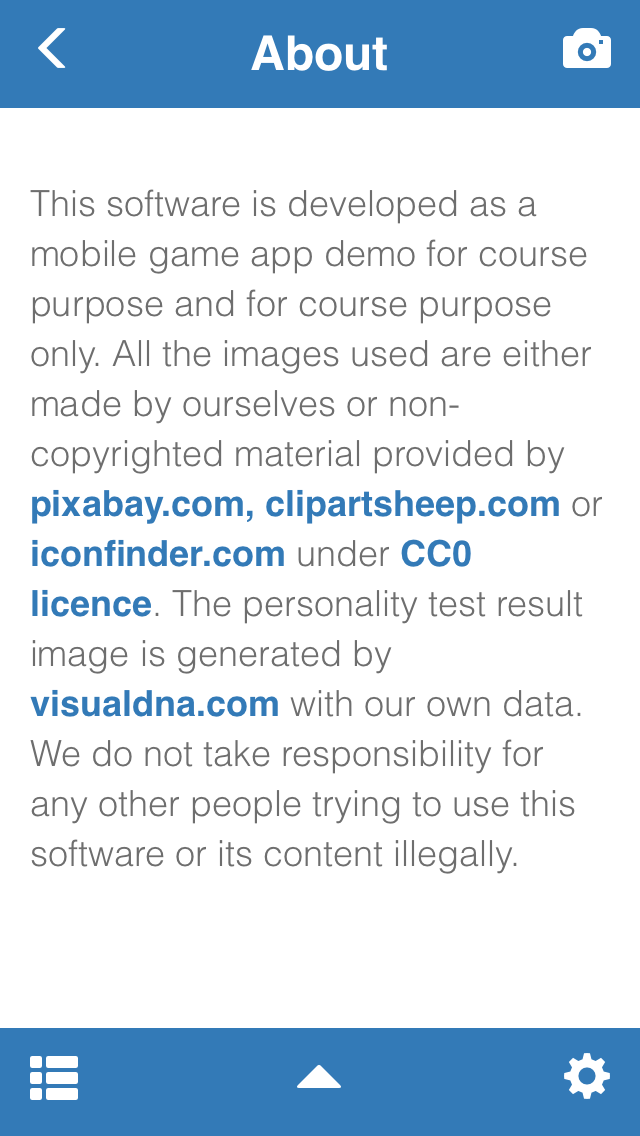 About
This software is developed as a
mobile game app demo for course
purpose and for course purpose
only. All the images used are either
made by ourselves or non-
copyrighted material provided by
pixabay.com, clipartsheep.com or
iconfinder.com under CC0
licence. The personality test result
image is generated by
visualdna.com with our own data.
We do not take responsibility for
any other people trying to use this
software or its content illegally.